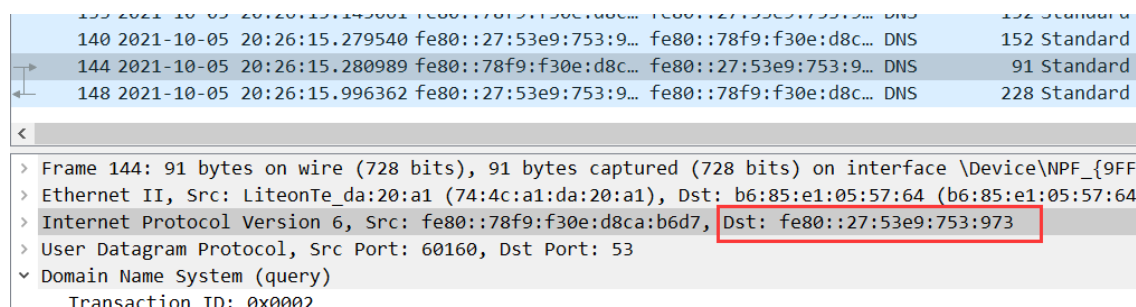 140 2021-10-05 20:26:15.279540 fe80::27:53e9:753:9… fe80::78f9:f30e:d8c… DNS 152 Standard
144 2021-10-05 20:26:15.280989 fe80::78f9:f30e:d8c… fe80::27:53e9:753:9… DNS 91 Standard
148 2021-10-05 20:26:15.996362 fe80::27:53e9:753:9… fe80::78f9:f30e:d8c… DNS 228 Standard
Frame 144: 91 bytes on wire (728 bits), 91 bytes captured (728 bits) on interface \Device\NPF_{9FF
Ethernet II, Src: LiteonTe_da:20:a1 (74:4c:a1:da:20:a1), Dst: b6:85:e1:05:57:64 (b6:85:e1:05:57:64
Internet Protocol Version 6, Src: fe80::78f9:f30e:d8ca:b6d7, Dst: fe80::27:53e9:753:973
User Datagram Protocol, Src Port: 60160, Dst Port: 53
Domain Name System (query)
Transaction ID: 0x0002